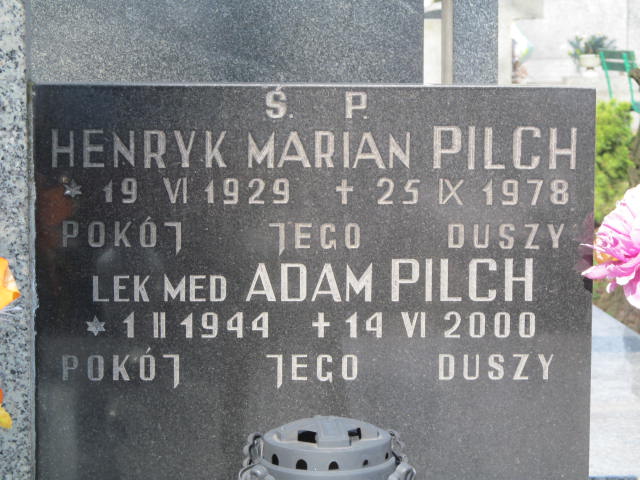 Ś. P.
HENRYK MARIAN PILCH
* 19 VI 1929 + 25 IX 1978
POKÓJ JEGO DUSZY
LEK MED ADAM PILCH
* 1 II 1944 + 14 VI 2000
POKÓJ JEGO DUSZY